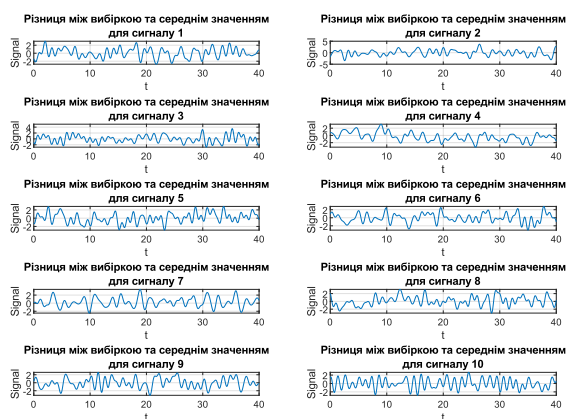 Різниця між вибіркою та середнім значенням
для сигналу 1
Signal
2
0
-2
0
10
20
30
40
t
Різниця між вибіркою та середнім значенням
для сигналу 2
Signal
5
0
-5
0
10
20
30
40
t
Різниця між вибіркою та середнім значенням
для сигналу 3
Signal
4
2
0
-2
0
10
20
30
40
t
Різниця між вибіркою та середнім значенням
для сигналу 4
Signal
2
0
-2
0
10
20
30
40
t
Різниця між вибіркою та середнім значенням
для сигналу 5
Signal
2
0
-2
0
10
20
30
40
t
Різниця між вибіркою та середнім значенням
для сигналу 6
Signal
2
0
-2
0
10
20
30
40
t
Різниця між вибіркою та середнім значенням
для сигналу 7
Signal
2
0
-2
0
10
20
30
40
t
Різниця між вибіркою та середнім значенням
для сигналу 8
Signal
2
0
-2
0
10
20
30
40
t
Різниця між вибіркою та середнім значенням
для сигналу 9
Signal
2
0
-2
0
10
20
30
40
t
Різниця між вибіркою та середнім значенням
для сигналу 10
Signal
2
0
-2
0
10
20
30
40
t